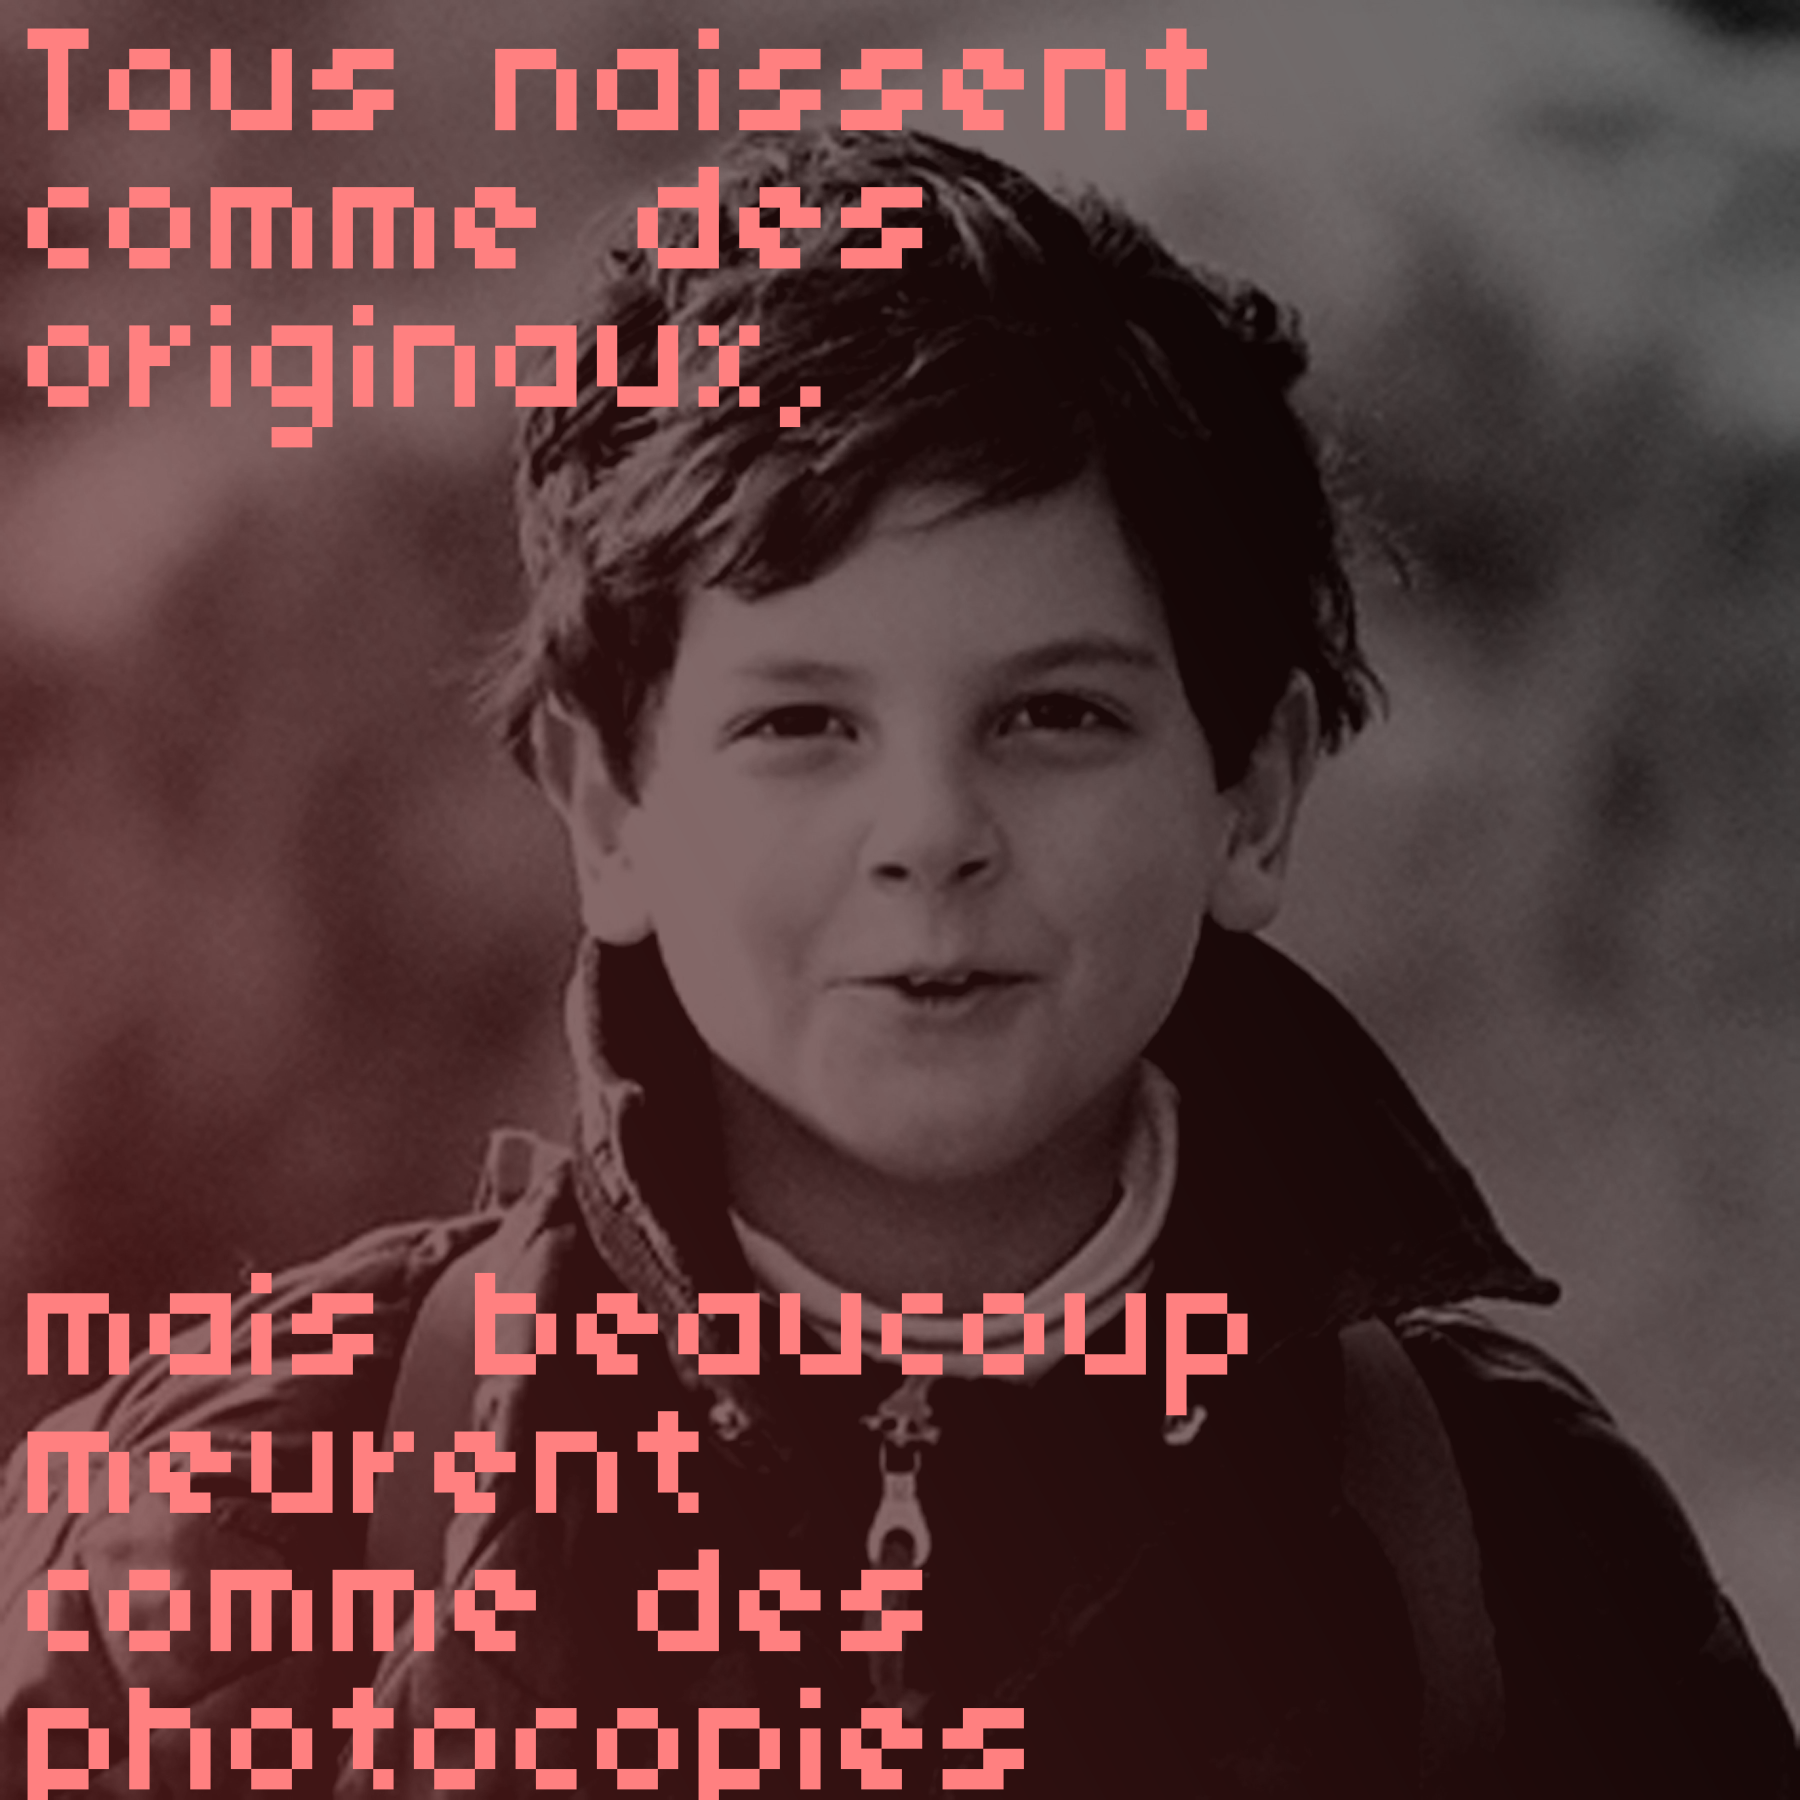 Tous naissent
comme des
originaux,
mais beaucoup
meurent
comme des
photocopies